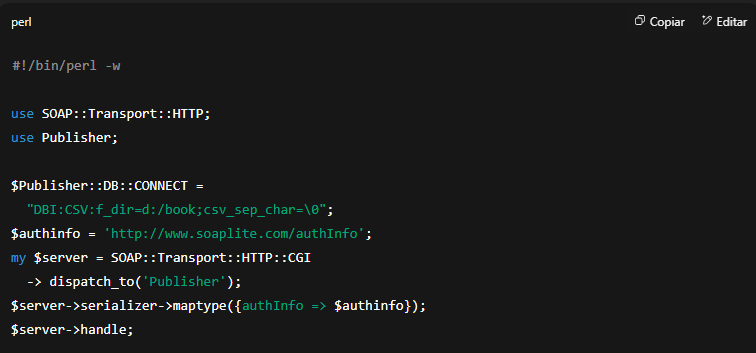 perl
Copiar
Editar
#!/bin/perl -w
use SOAP::Transport::HTTP;
use Publisher;
$Publisher::DB::CONNECT =
"DBI:CSV:f_dir=d:/book;csv_sep_char=\0";
$authinfo = 'http://www.soaplite.com/authInfo';
my $server = SOAP::Transport::HTTP::CGI
-> dispatch_to('Publisher');
$server->serializer->maptype({authInfo => $authinfo});
$server->handle;